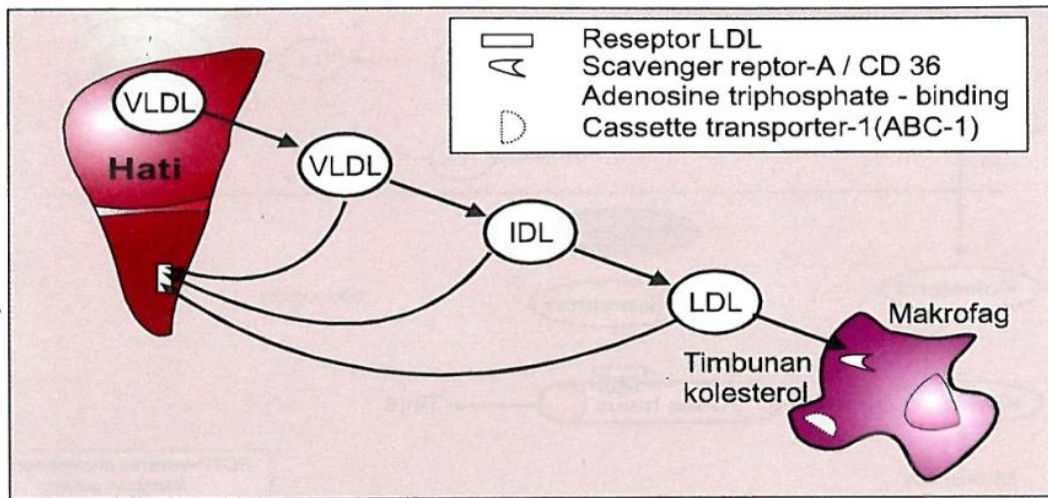 Reseptor LDL
Scavenger reptor-A / CD 36
Adenosine triphosphate - binding
Cassette transporter-1(ABC-1)
VLDL
Hati
VLDL
IDL
LDL
Makrofag
Timbunan
kolesterol